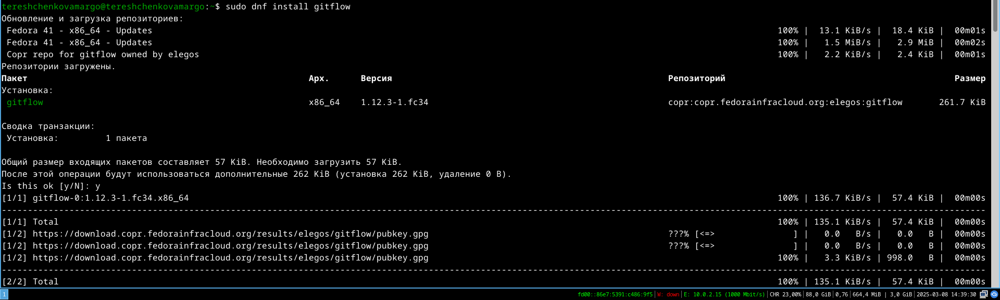 tereshchenkovamargo@tereshchenkovamargo:~$ sudo dnf install gitflow
Обновление и загрузка репозиториев:
Fedora 41 - x86_64 - Updates 100% | 13.1 KiB/s | 18.4 KiB | 00m01s
Fedora 41 - x86_64 - Updates 100% | 1.5 MiB/s | 2.9 MiB | 00m02s
Copr repo for gitflow owned by elegos 100% | 2.2 KiB/s | 2.4 KiB | 00m01s
Репозитории загружены.
Пакет Арх. Версия Репозиторий Размер
Установка:
gitflow x86_64 1.12.3-1.fc34 copr:copr.fedorainfracloud.org:elegos:gitflow 261.7 KiB
Сводка транзакции:
Установка: 1 пакета
Общий размер входящих пакетов составляет 57 KiB. Необходимо загрузить 57 KiB.
После этой операции будут использоваться дополнительные 262 KiB (установка 262 KiB, удаление 0 B).
Is this ok [y/N]: y
[1/1] gitflow-0:1.12.3-1.fc34.x86_64 100% | 136.7 KiB/s | 57.4 KiB | 00m00s
--------------------------------------------------------------------------------
[1/1] Total 100% | 135.1 KiB/s | 57.4 KiB | 00m00s
[1/2] https://download.copr.fedorainfracloud.org/results/elegos/gitflow/pubkey.gpg ???% [<=> ] | 0.0 B/s | 0.0 B | 00m00s
[1/2] https://download.copr.fedorainfracloud.org/results/elegos/gitflow/pubkey.gpg ???% [<=> ] | 0.0 B/s | 0.0 B | 00m00s
[1/2] https://download.copr.fedorainfracloud.org/results/elegos/gitflow/pubkey.gpg 100% | 3.3 KiB/s | 998.0 B | 00m00s
--------------------------------------------------------------------------------
[2/2] Total 100% | 135.1 KiB/s | 57.4 KiB | 00m00s
1 fd00::86e7:5391:c486:9f5 | W: down | E: 10.0.2.15 (1000 Mbit/s) | CHR 23,00% | 88,0 GiB | 0,76 | 664,4 MiB | 3,0 GiB | 2025-03-08 14:39:30